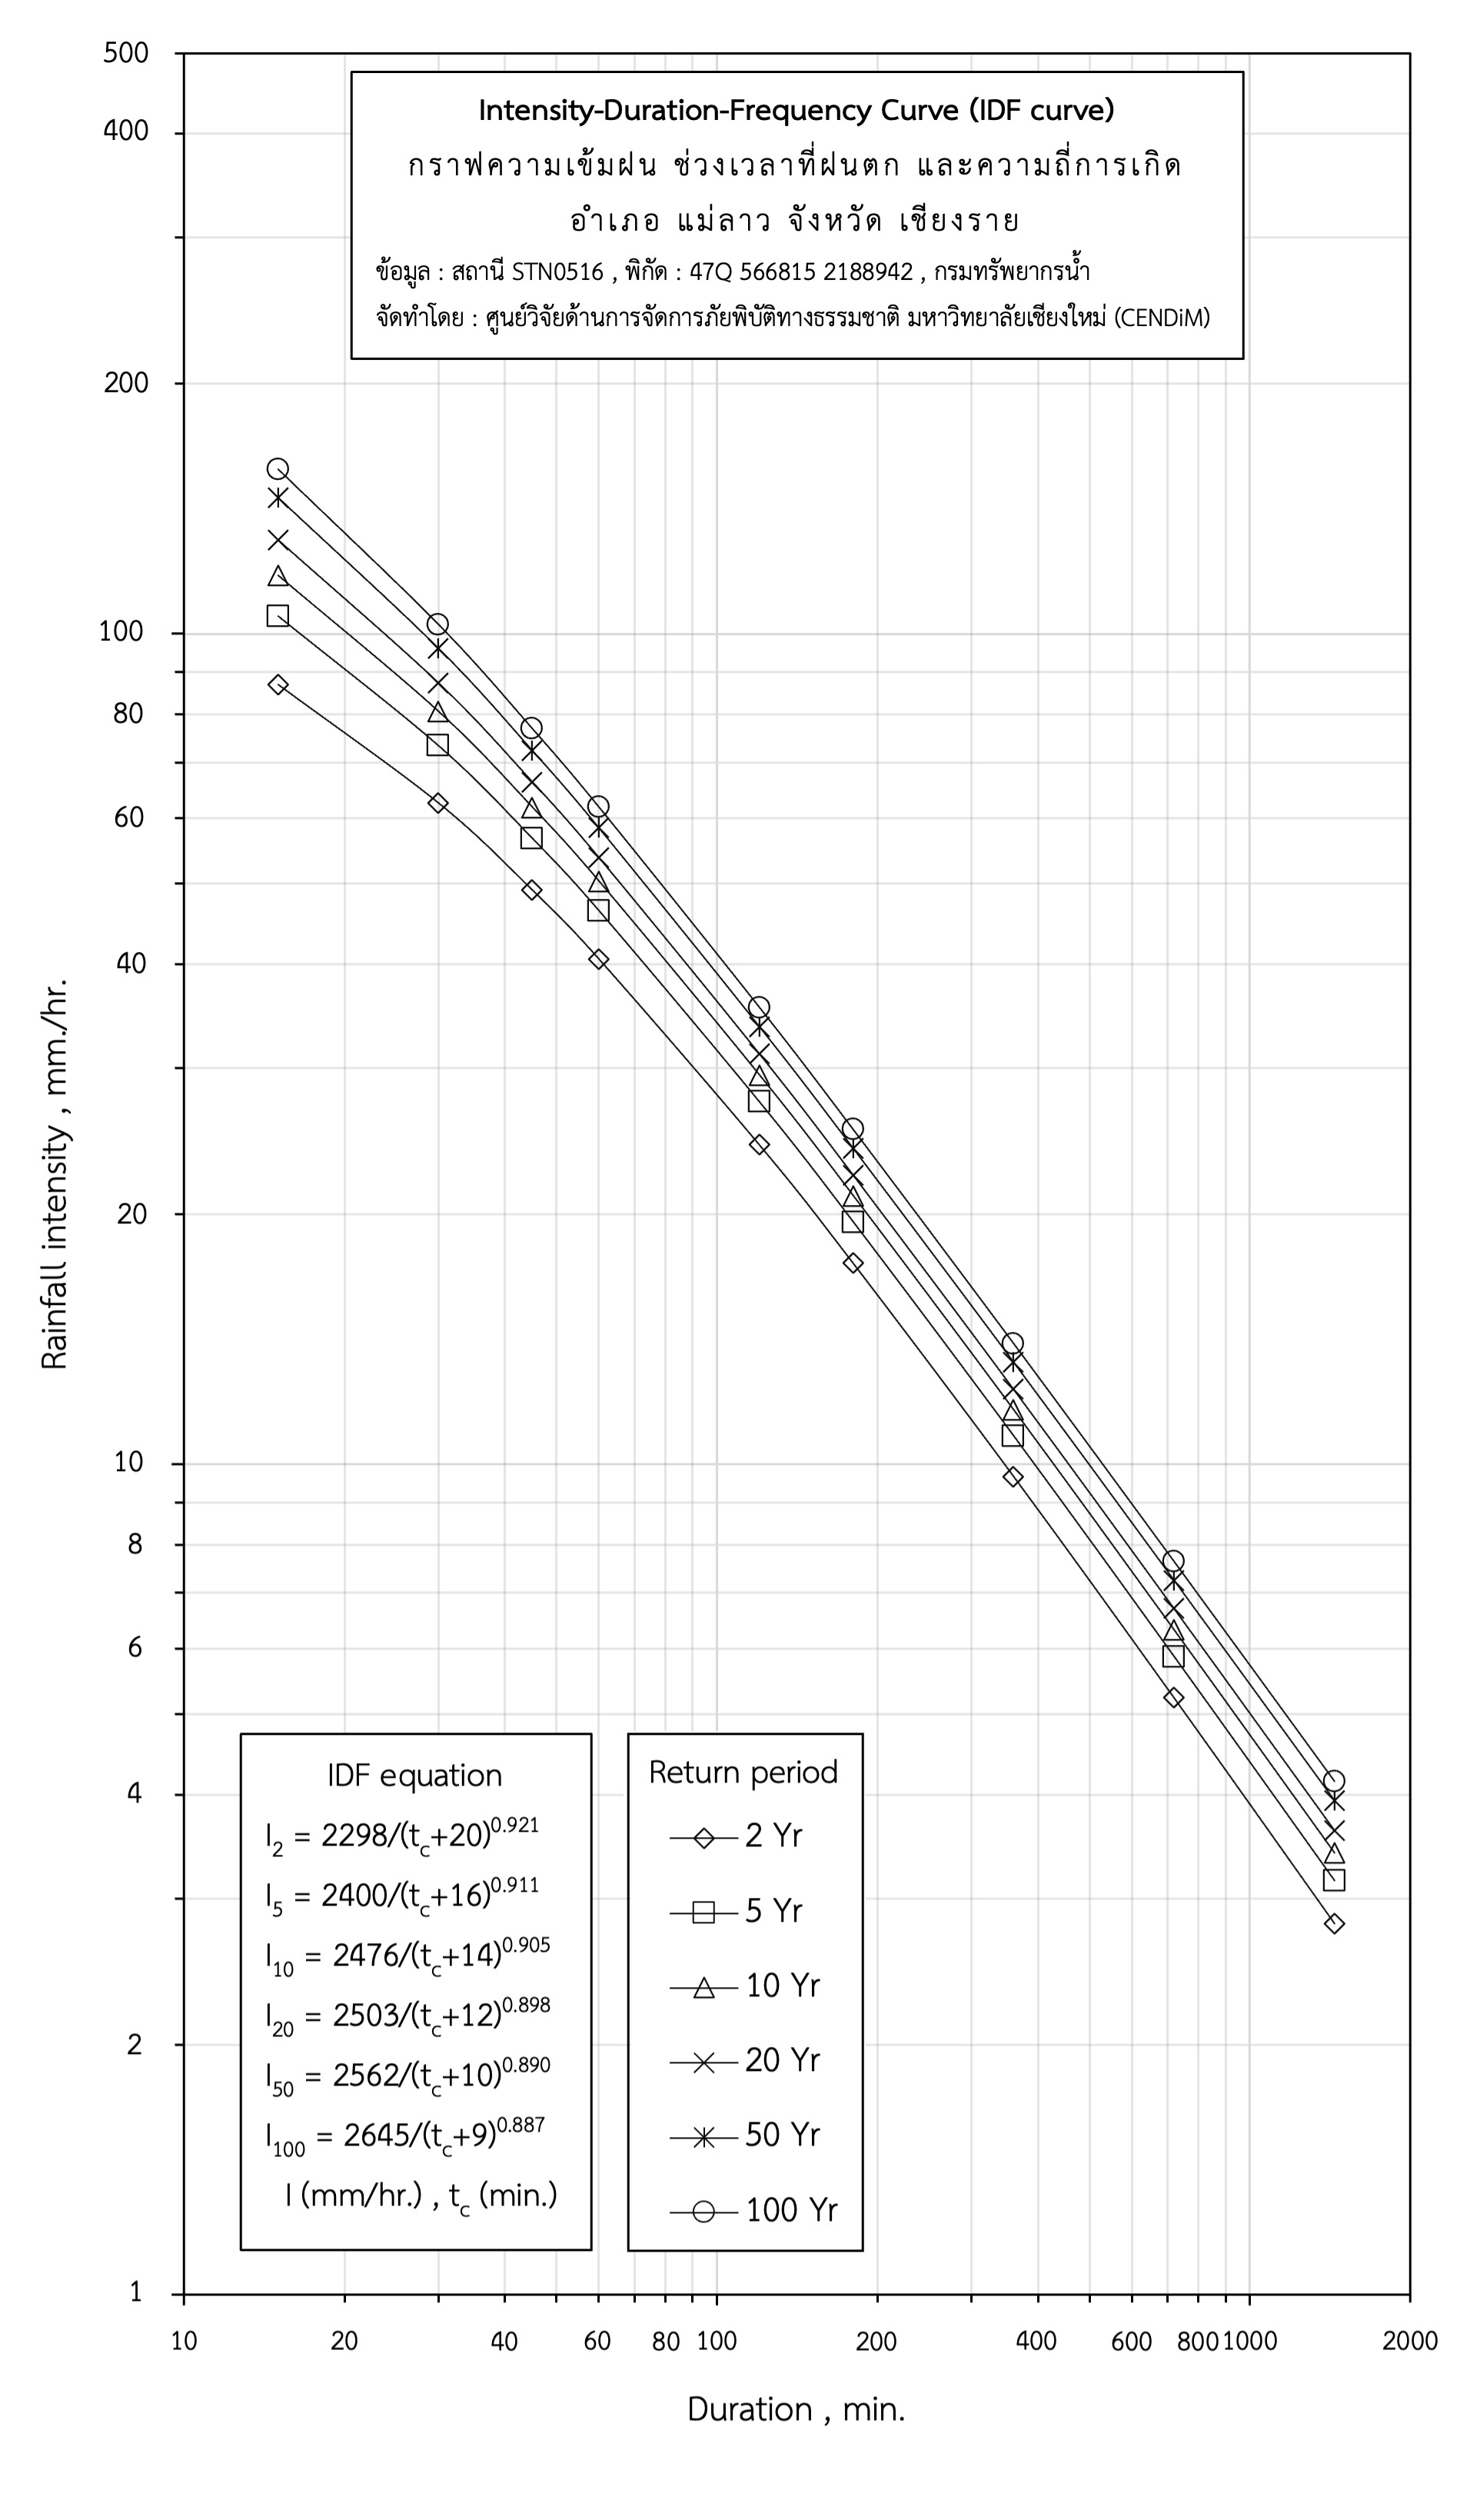 500
Intensity-Duration-Frequency Curve (IDF curve)
400
กราฟความเข้มฝน ช่วงเวลาที่ฝนตก และความถี่การเกิด
อำเภอ แม่ลาว จังหวัด เชียงราย
ข้อมูล : สถานี STN0516 , พิกัด : 47Q 566815 2188942 , กรมทรัพยากรน้ำ
จัดทำโดย : ศูนย์วิจัยด้านการจัดการภัยพิบัติทางธรรมชาติ มหาวิทยาลัยเชียงใหม่ (CENDiM)
200
100
80
60
40
20
10
8
6
4
2
1
Rainfall intensity , mm./hr.
IDF equation
I2 = 2298/(tc+20)0.921
I5 = 2400/(tc+16)0.911
I10 = 2476/(tc+14)0.905
I20 = 2503/(tc+12)0.898
I50 = 2562/(tc+10)0.890
I100 = 2645/(tc+9)0.887
I (mm/hr.) , tc (min.)
Return period
2 Yr
5 Yr
10 Yr
20 Yr
50 Yr
100 Yr
10 20 40 60 80 100 200 400 600 800 1000 2000
Duration , min.